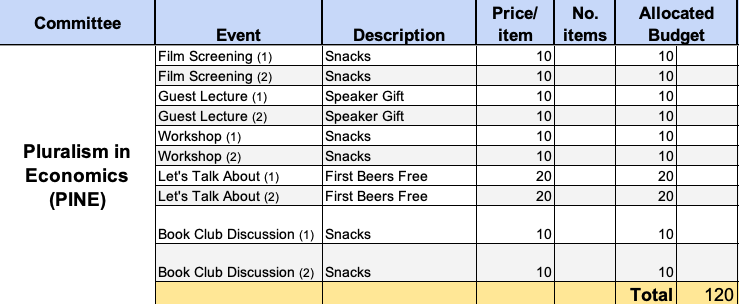 Committee Event Description Price/ item No. items Allocated Budget
Pluralism in Economics (PINE)
Film Screening (1) Snacks 10 10
Film Screening (2) Snacks 10 10
Guest Lecture (1) Speaker Gift 10 10
Guest Lecture (2) Speaker Gift 10 10
Workshop (1) Snacks 10 10
Workshop (2) Snacks 10 10
Let's Talk About (1) First Beers Free 20 20
Let's Talk About (2) First Beers Free 20 20
Book Club Discussion (1) Snacks 10 10
Book Club Discussion (2) Snacks 10 10
Total 120